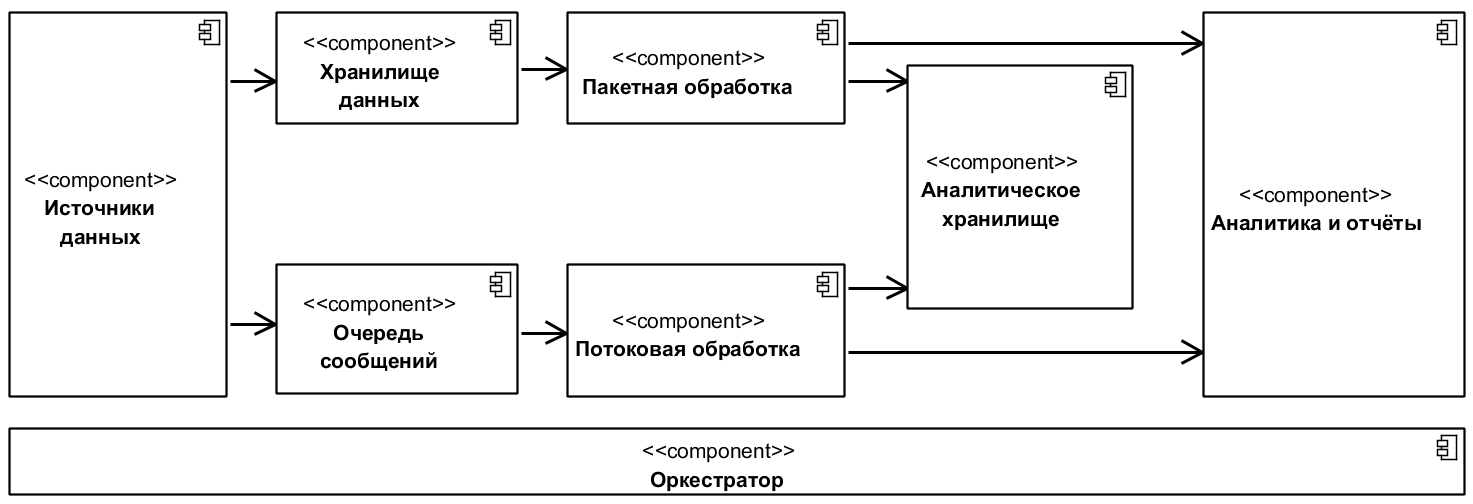 <<component>>
Источники
данных
<<component>>
Хранилище
данных
<<component>>
Пакетная обработка
<<component>>
Очередь
сообщений
<<component>>
Потоковая обработка
<<component>>
Аналитическое
хранилище
<<component>>
Аналитика и отчёты
<<component>>
Оркестратор